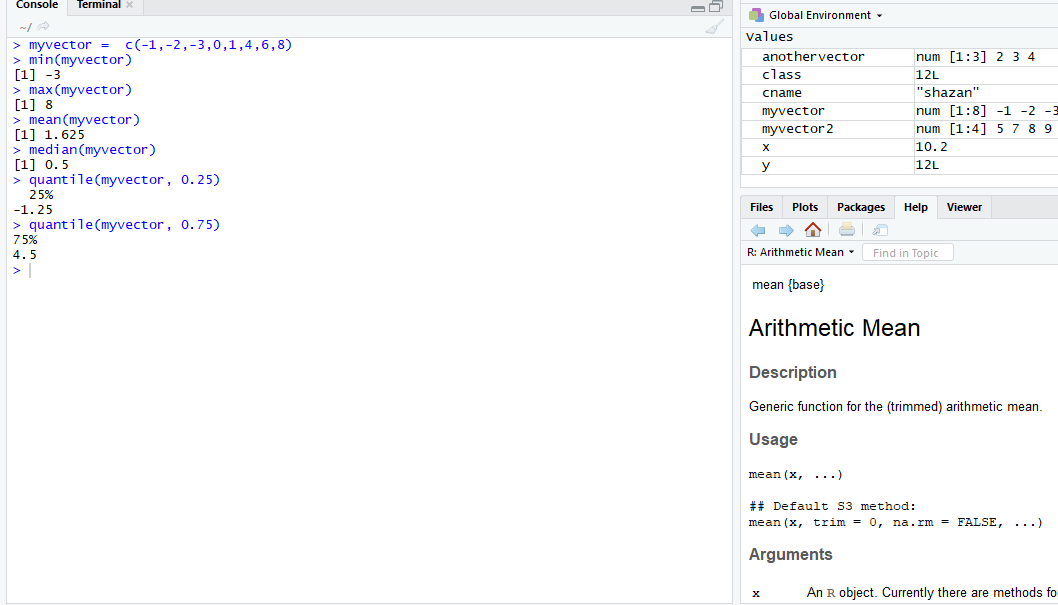 Console Terminal
~/
> myvector =  c(-1,-2,-3,0,1,4,6,8)
> min(myvector)
[1] -3
> max(myvector)
[1] 8
> mean(myvector)
[1] 1.625
> median(myvector)
[1] 0.5
> quantile(myvector, 0.25)
  25%
-1.25
> quantile(myvector, 0.75)
75%
4.5
>
Global Environment
Values
anothervector num [1:3] 2 3 4
class 12L
cname "shazan"
myvector num [1:8] -1 -2 -3
myvector2 num [1:4] 5 7 8 9
x 10.2
y 12L
Files Plots Packages Help Viewer
R: Arithmetic Mean Find in Topic
mean {base}
Arithmetic Mean
Description
Generic function for the (trimmed) arithmetic mean.
Usage
mean(x, ...)
## Default S3 method:
mean(x, trim = 0, na.rm = FALSE, ...)
Arguments
x An R object. Currently there are methods fo